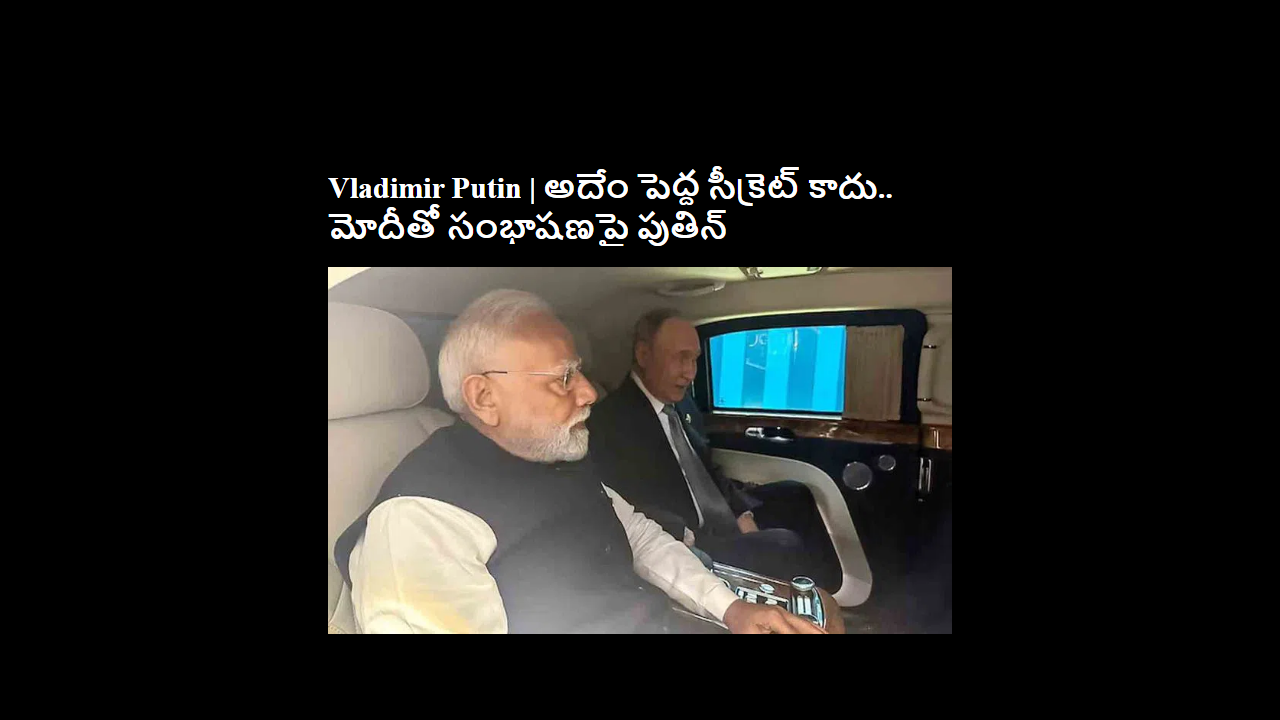 Vladimir Putin | అదేం పెద్ద సీక్రెట్ కాదు..
మోదీతో సంభాషణపై పుతిన్